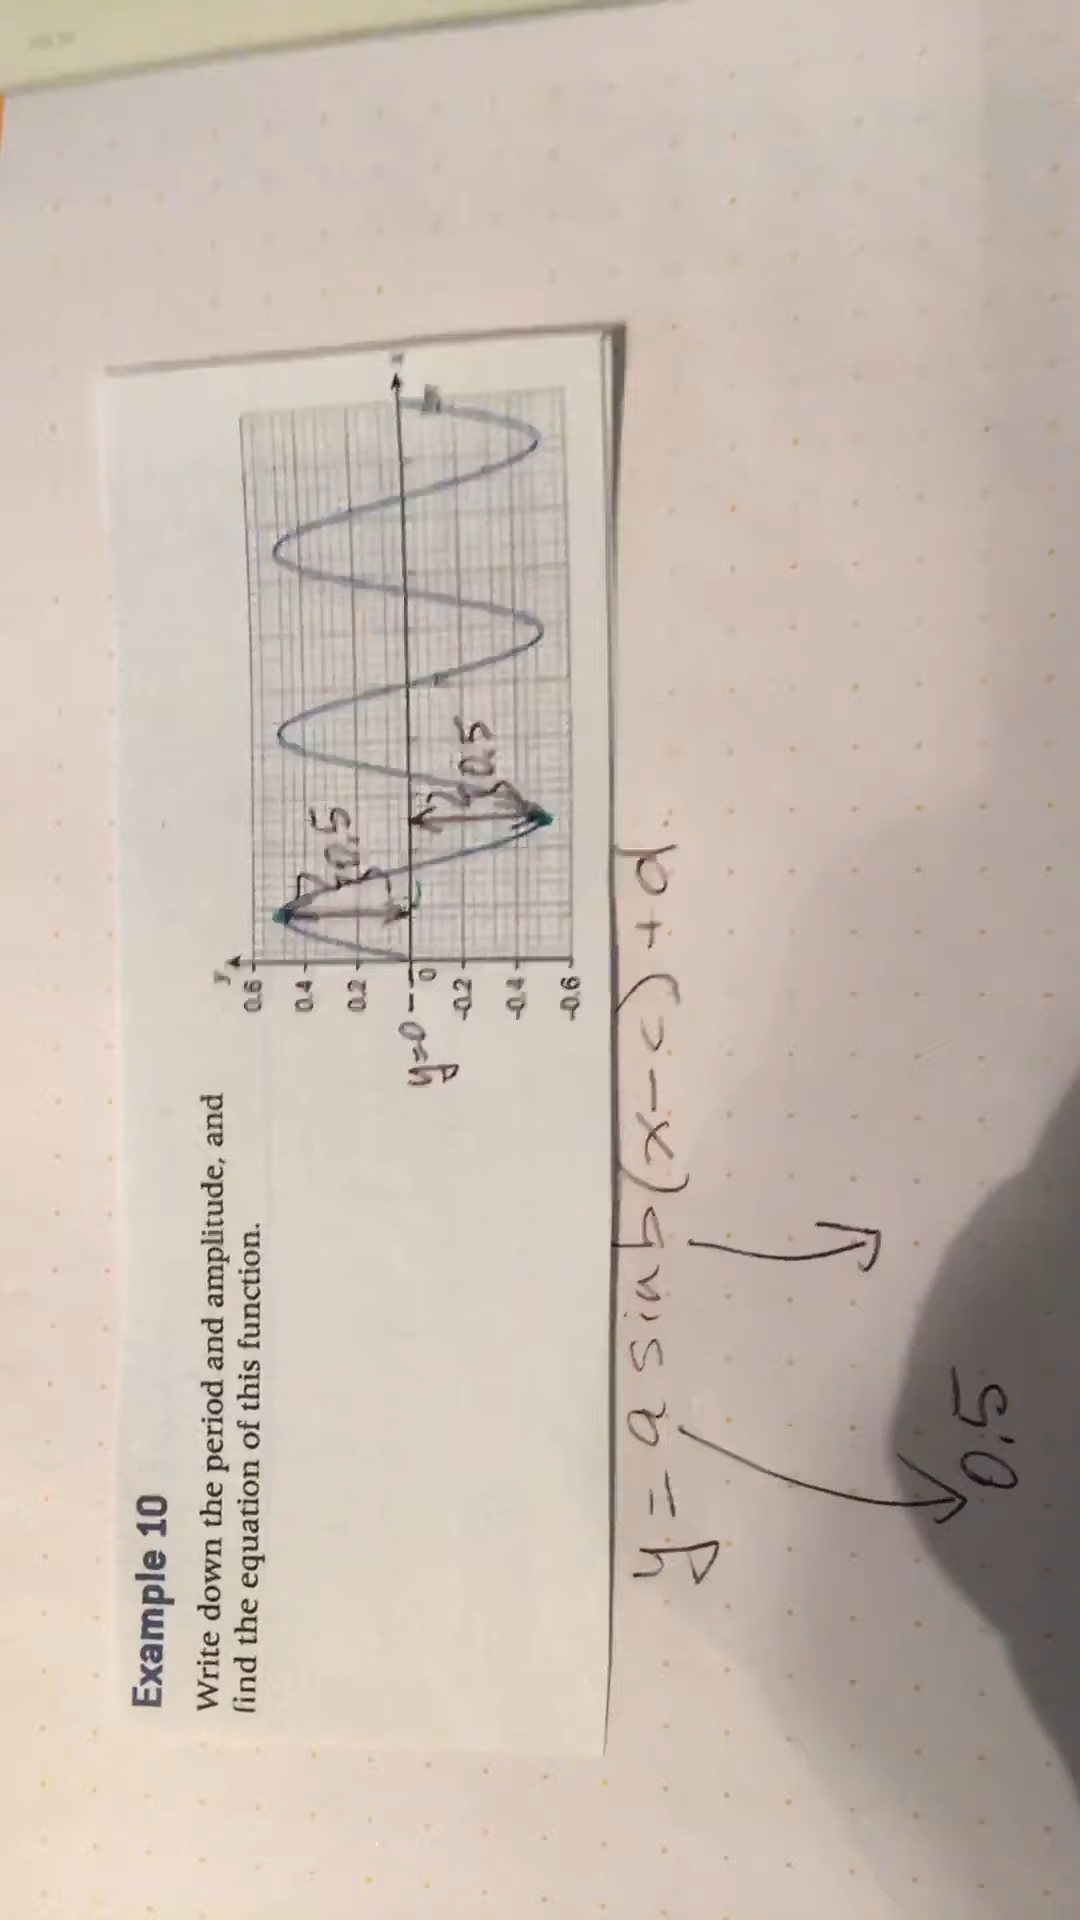 Example 10
Write down the period and amplitude, and
find the equation of this function.
y
0.6
0.4
0.2
0
-0.2
-0.4
-0.6
y=0
0.5
0.5
x
y = a sin b(x-c)+d
0.5